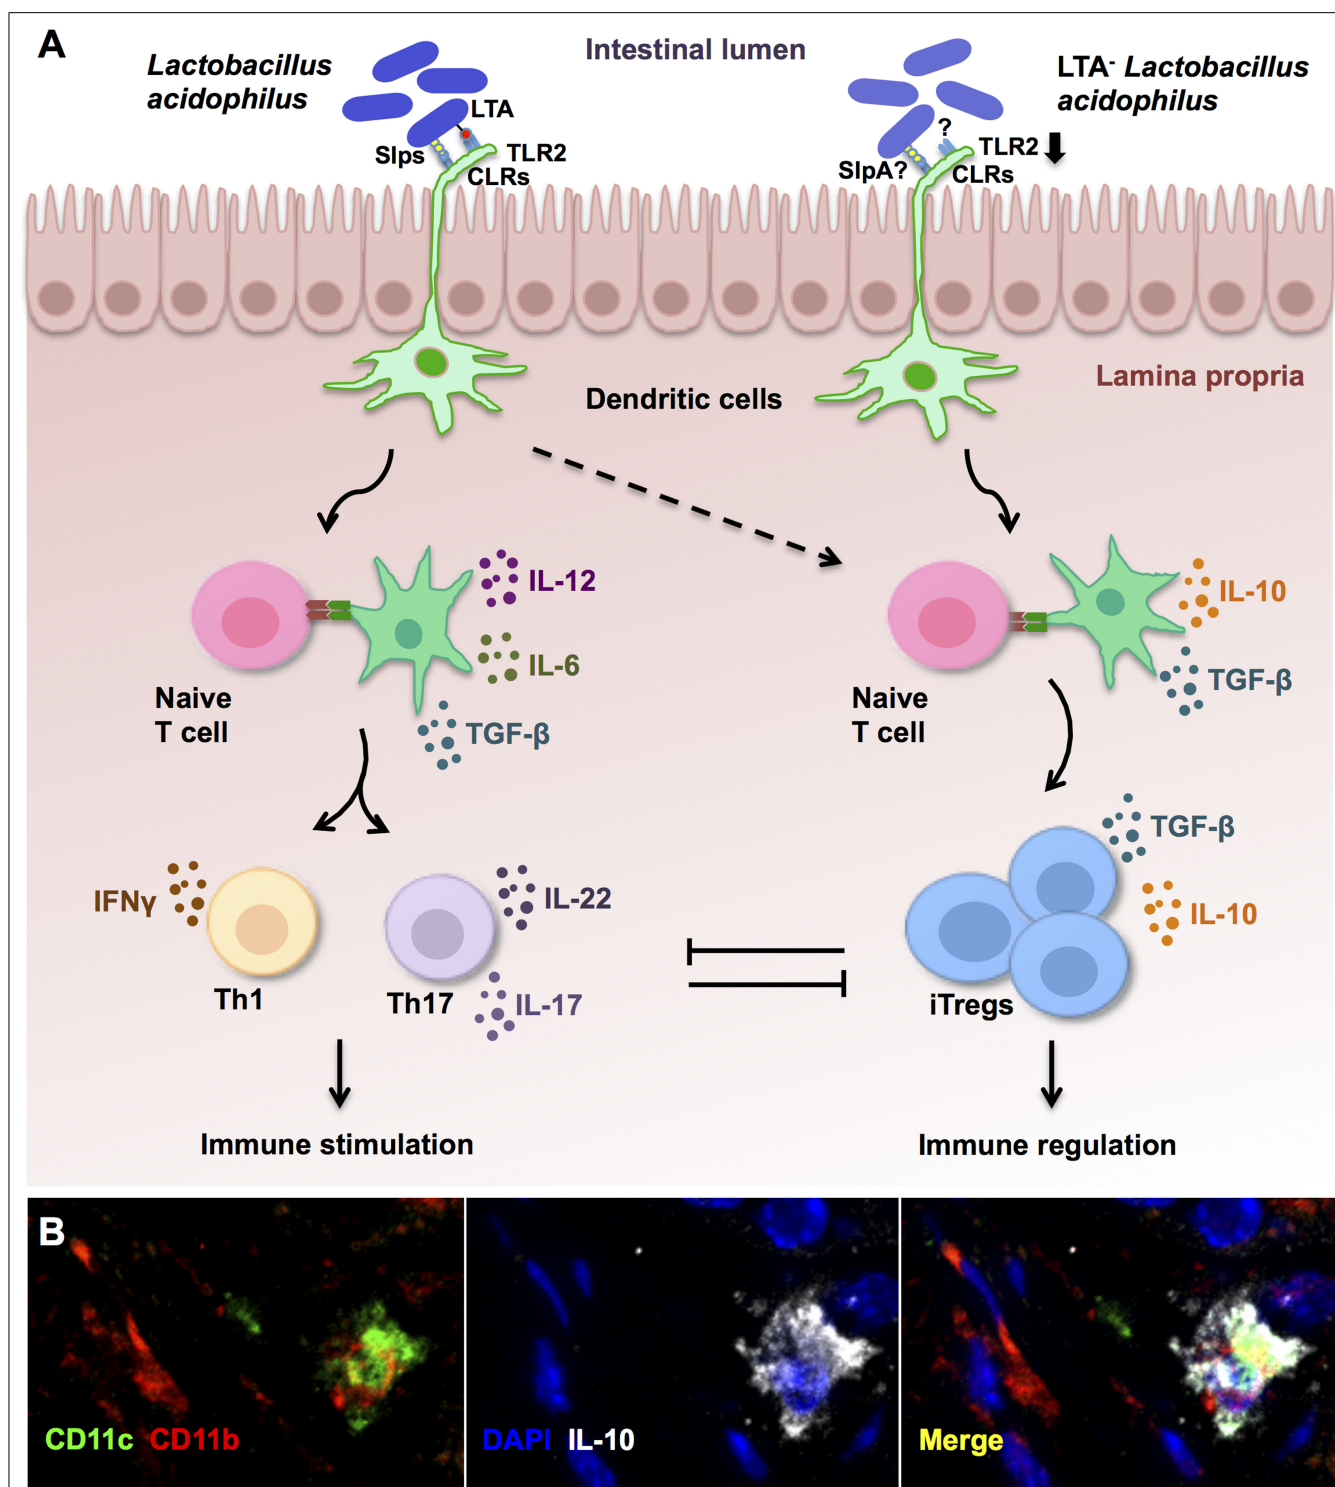 A
Lactobacillus
acidophilus
Intestinal lumen
LTA⁻ Lactobacillus
acidophilus
LTA
Slps
TLR2
CLRs
?
TLR2
SlpA?
CLRs
Lamina propria
Dendritic cells
IL-12
IL-6
TGF-β
Naive
T cell
IL-10
TGF-β
Naive
T cell
IFNγ
Th1
IL-22
Th17
IL-17
TGF-β
IL-10
iTregs
Immune stimulation
Immune regulation
B
CD11c CD11b
DAPI IL-10
Merge